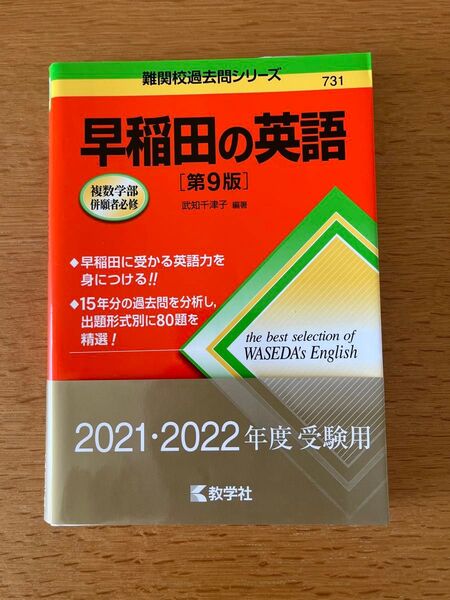 難関校過去問シリーズ
731
早稲田の英語
[第9版]
複数学部
併願者必修
武知千津子 編著
◆早稲田に受かる英語力を
身につける!!
◆15年分の過去問を分析し,
出題形式別に80題を
精選!
the best selection of
WASEDA's English
2021・2022年度 受験用
教学社